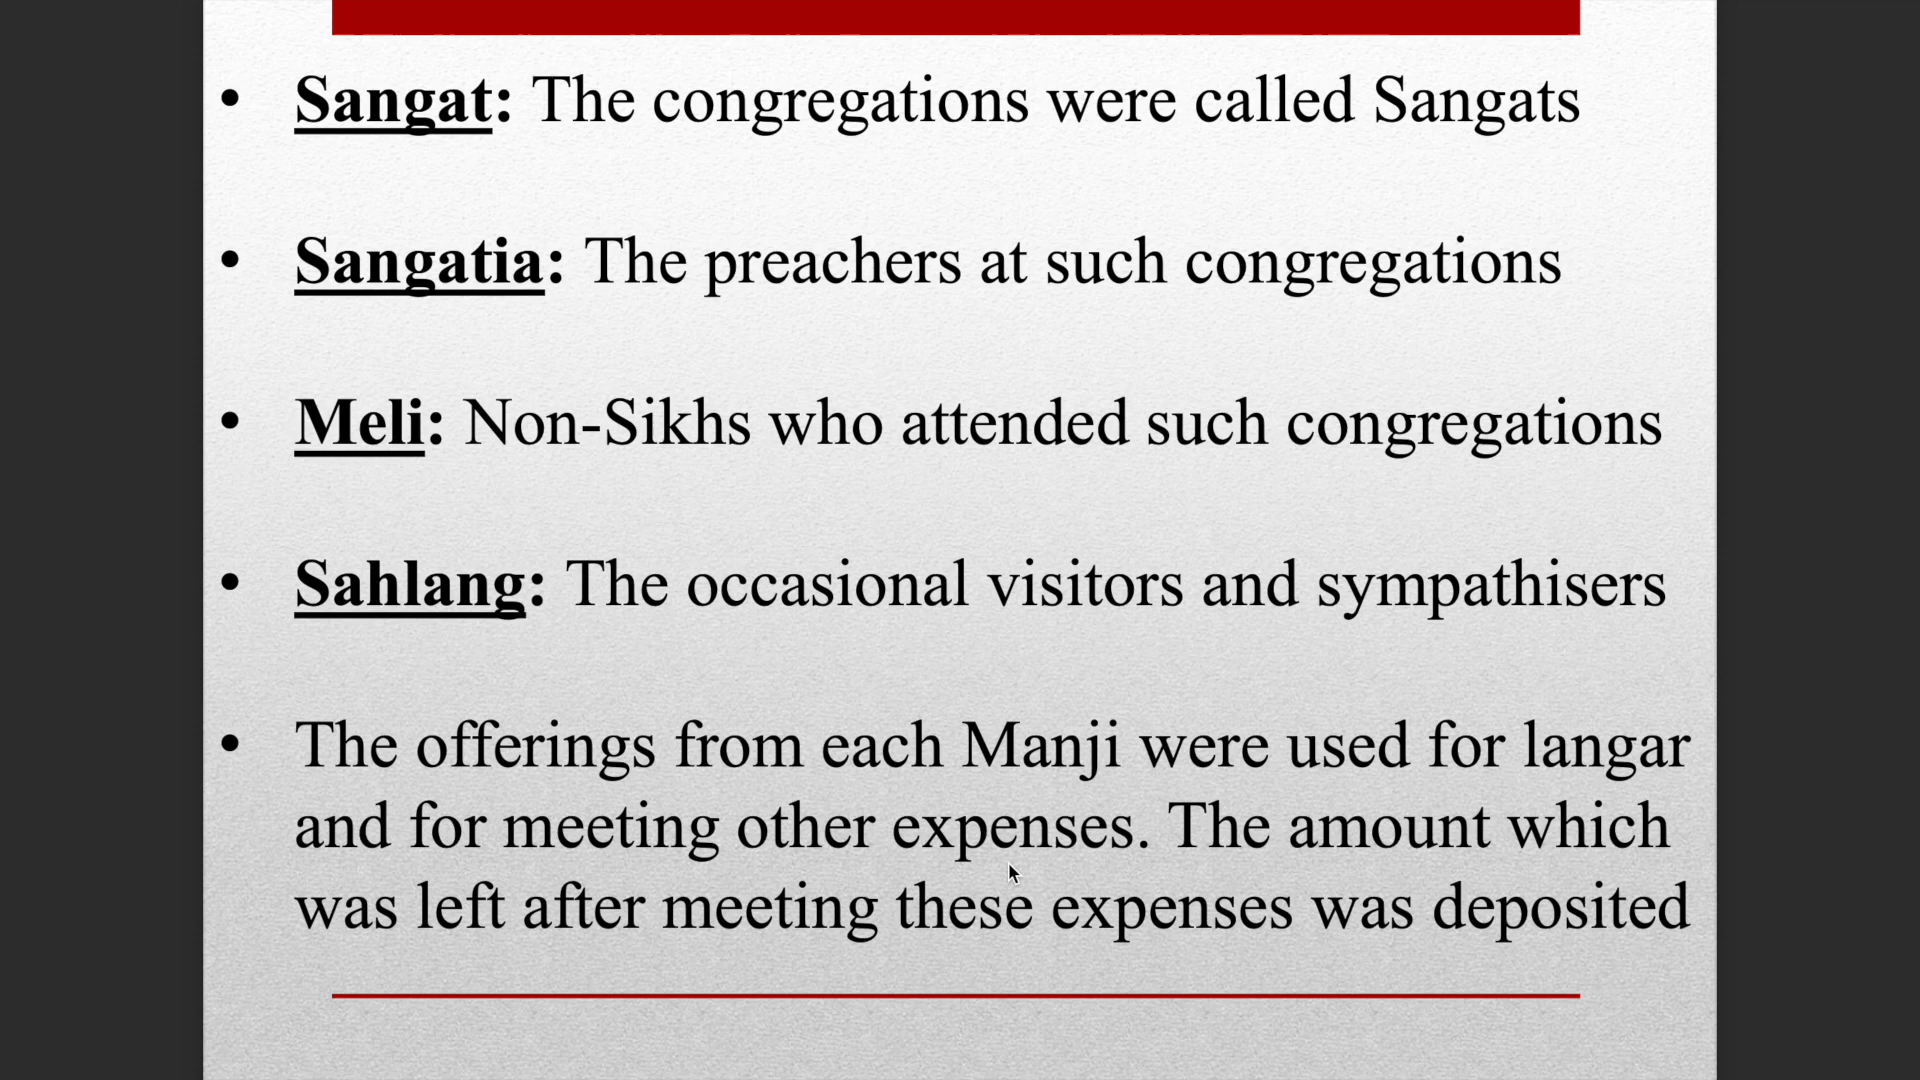 • Sangat: The congregations were called Sangats
• Sangatia: The preachers at such congregations
• Meli: Non-Sikhs who attended such congregations
• Sahlang: The occasional visitors and sympathisers
• The offerings from each Manji were used for langar
and for meeting other expenses. The amount which
was left after meeting these expenses was deposited